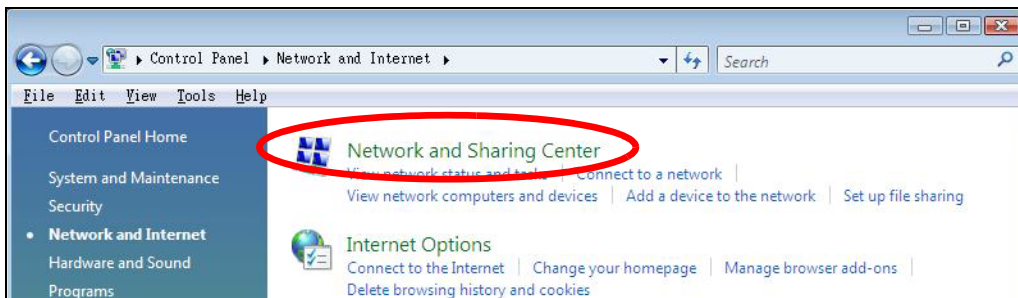 Control Panel Network and Internet Search
File Edit View Tools Help
Control Panel Home
System and Maintenance
Security
Network and Internet
Hardware and Sound
Programs
Network and Sharing Center
View network status and tasks Connect to a network
View network computers and devices Add a device to the network Set up file sharing
Internet Options
Connect to the Internet Change your homepage Manage browser add-ons
Delete browsing history and cookies